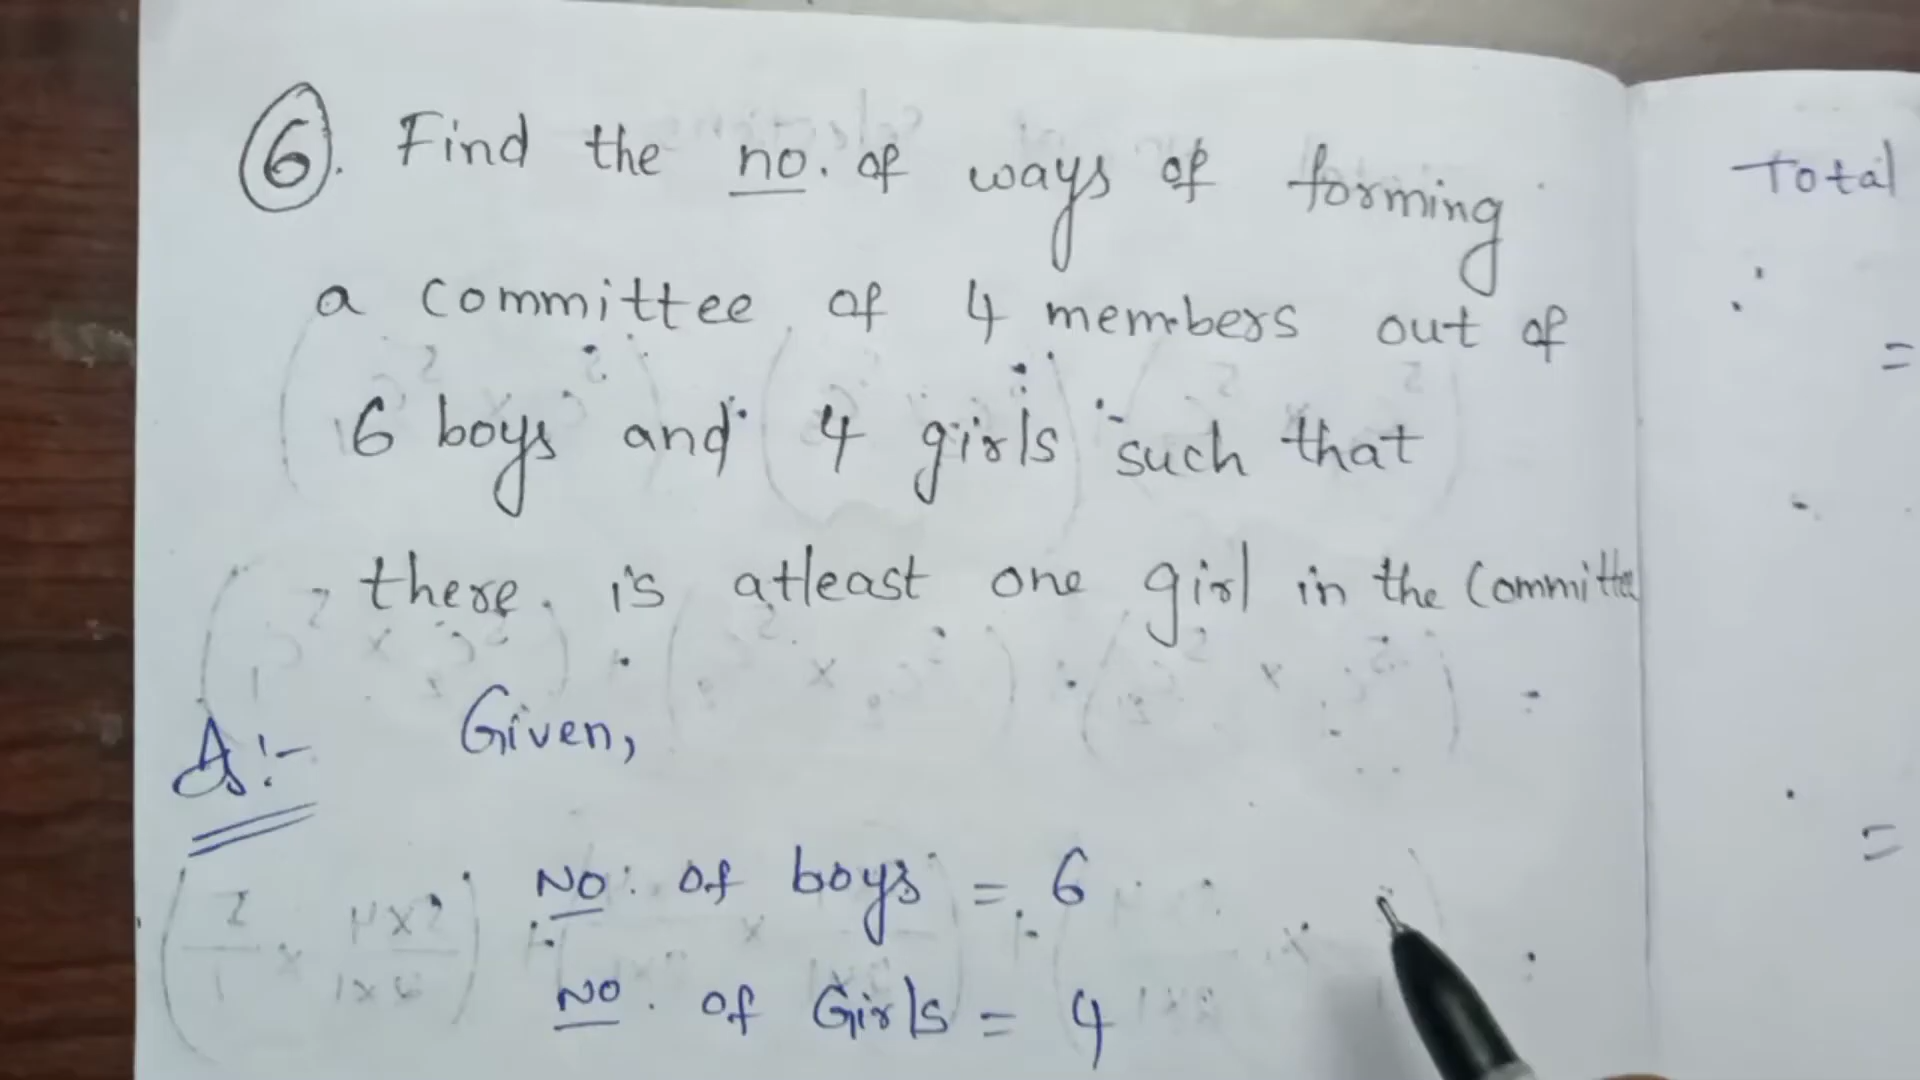 6. Find the no. of ways of forming
a committee of 4 members out of
6 boys and 4 girls such that
there is atleast one girl in the Committee
A:- Given,
No. of boys = 6
No. of Girls = 4
Total
=
=